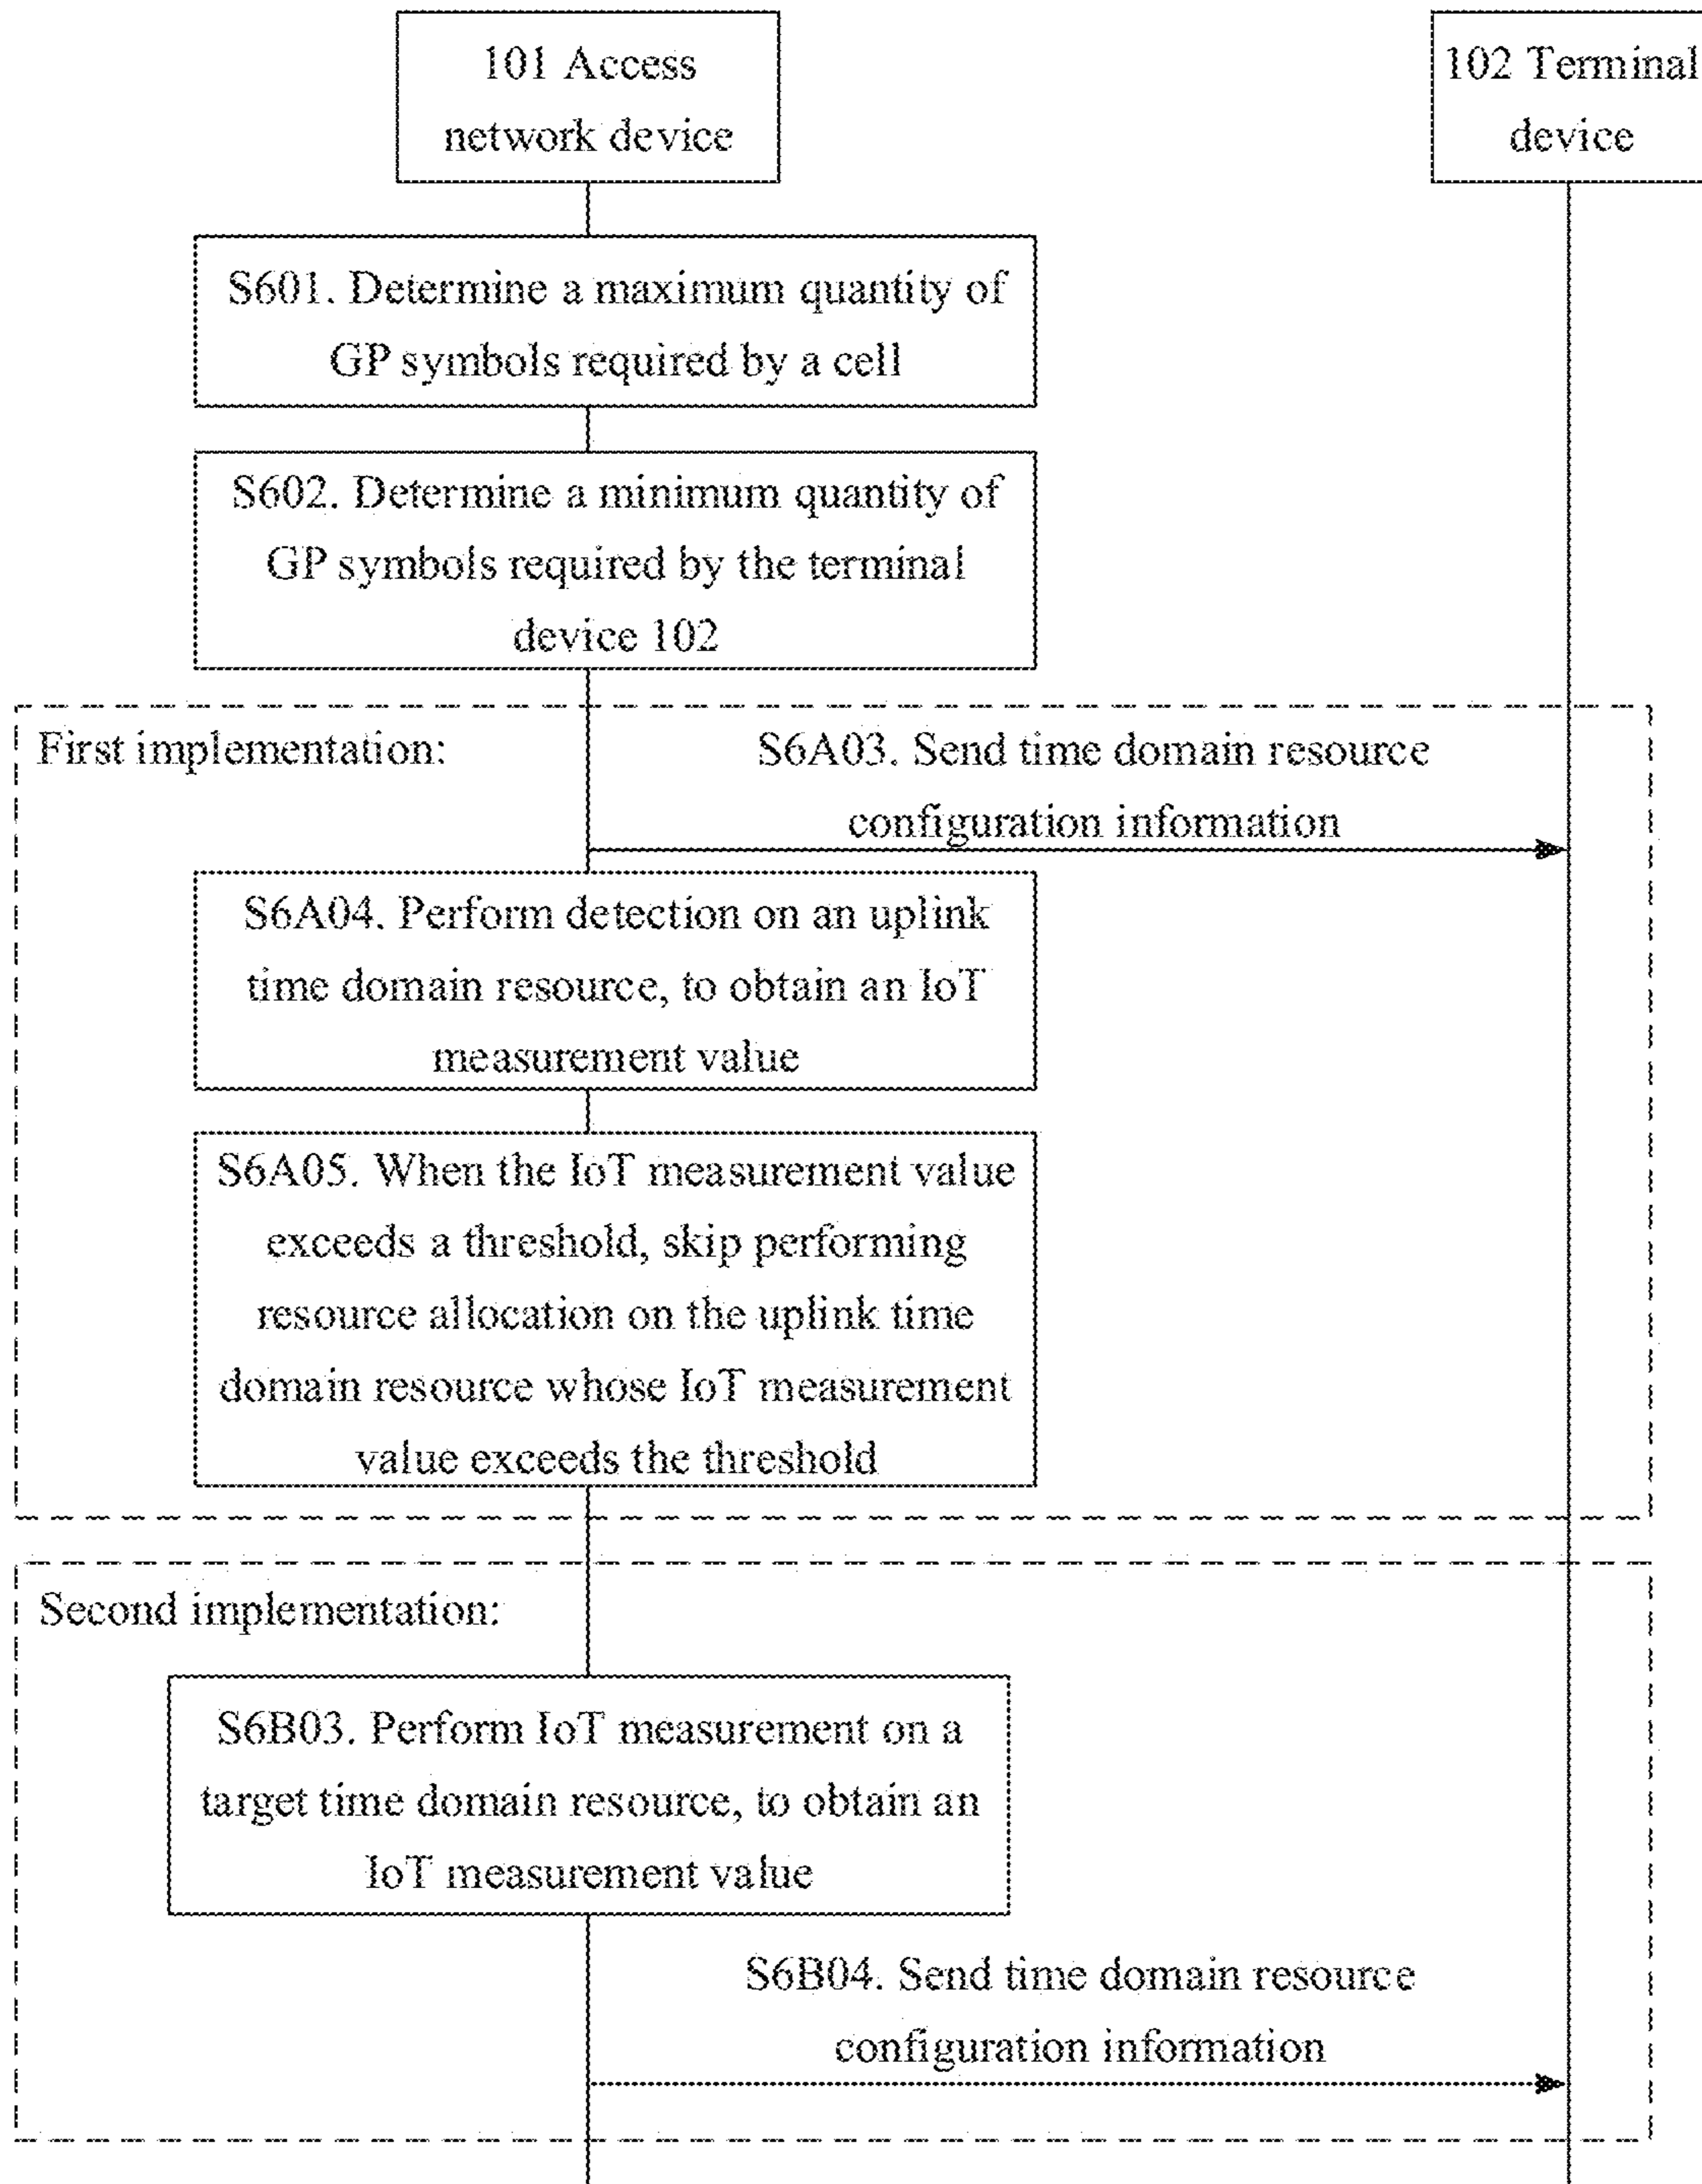 101 Access
network device
102 Terminal
device
S601. Determine a maximum quantity of
GP symbols required by a cell
S602. Determine a minimum quantity of
GP symbols required by the terminal
device 102
First implementation:
S6A03. Send time domain resource
configuration information
S6A04. Perform detection on an uplink
time domain resource, to obtain an IoT
measurement value
S6A05. When the IoT measurement value
exceeds a threshold, skip performing
resource allocation on the uplink time
domain resource whose IoT measurement
value exceeds the threshold
Second implementation:
S6B03. Perform IoT measurement on a
target time domain resource, to obtain an
IoT measurement value
S6B04. Send time domain resource
configuration information